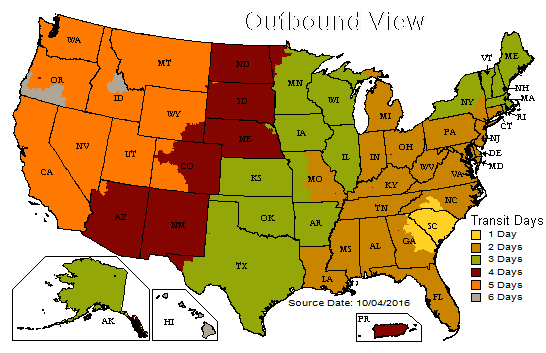 Outbound View
WA
MT
ND
MN
VT
ME
OR
ID
SD
WI
NY
NH
MA
WY
MI
RI
CT
NE
IA
PA
NJ
NV
UT
CO
IL
IN
OH
DE
MD
CA
KS
MO
WV
VA
KY
NC
AZ
NM
OK
AR
TN
SC
MS
AL
GA
TX
LA
FL
AK
HI
PR
Transit Days
1 Day
2 Days
3 Days
4 Days
5 Days
6 Days
Source Date: 10/04/2016